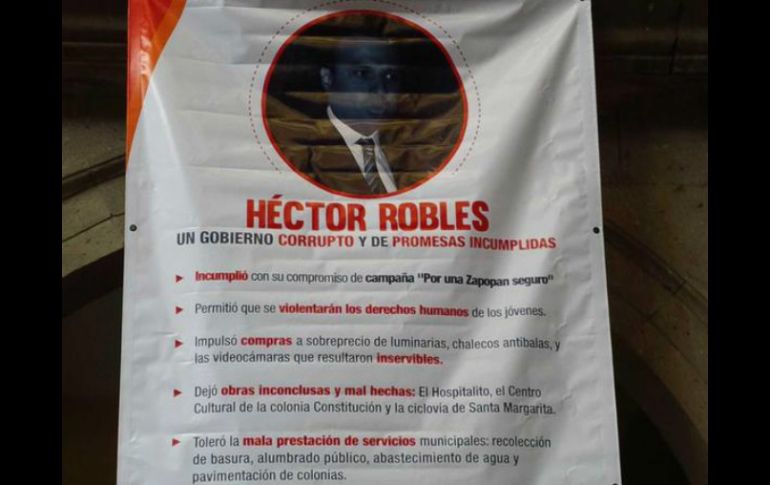 HÉCTOR ROBLES
UN GOBIERNO CORRUPTO Y DE PROMESAS INCUMPLIDAS
Incumplió con su compromiso de campaña "Por una Zapopan seguro"
Permitió que se violentarán los derechos humanos de los jóvenes.
Impulsó compras a sobreprecio de luminarias, chalecos antibalas, y
las videocámaras que resultaron inservibles.
Dejó obras inconclusas y mal hechas: El Hospitalito, el Centro
Cultural de la colonia Constitución y la ciclovia de Santa Margarita.
Toleró la mala prestación de servicios municipales: recolección
de basura, alumbrado público, abastecimiento de agua y
pavimentación de colonias.